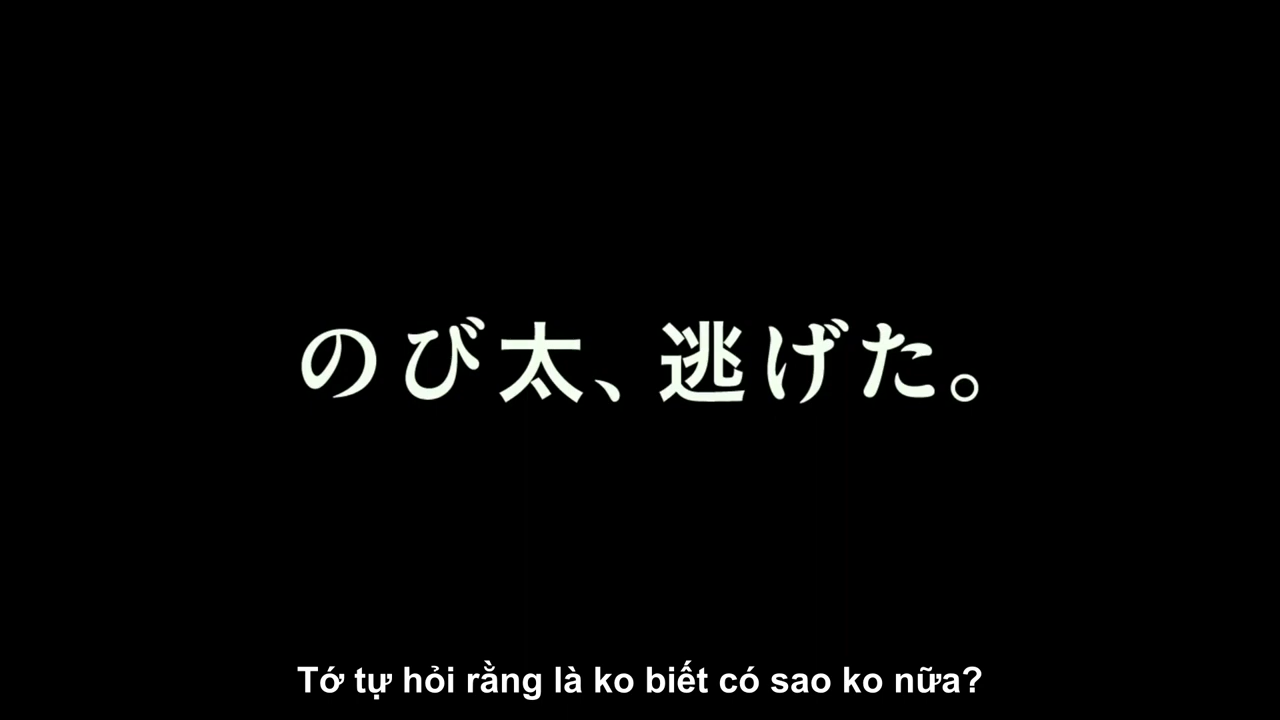 のび太、逃げた。
Tớ tự hỏi rằng là ko biết có sao ko nữa?